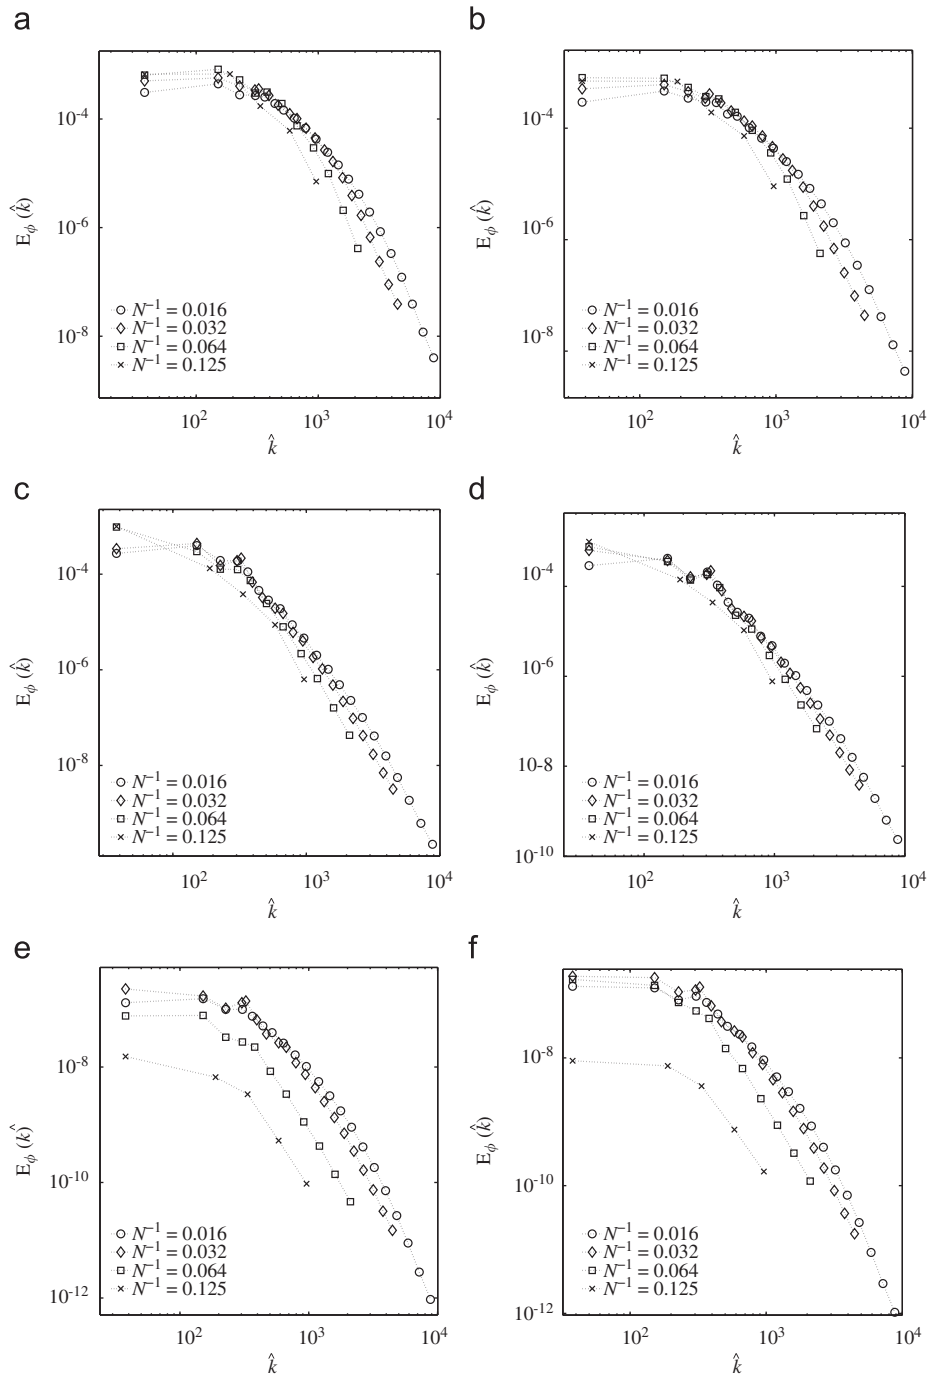 a
10^-4
10^-6
10^-8
E_ϕ (k̂)
N^-1 = 0.016
N^-1 = 0.032
N^-1 = 0.064
N^-1 = 0.125
10^2 10^3 10^4
k̂
b
10^-4
10^-6
10^-8
E_ϕ (k̂)
N^-1 = 0.016
N^-1 = 0.032
N^-1 = 0.064
N^-1 = 0.125
10^2 10^3 10^4
k̂
c
10^-4
10^-6
10^-8
E_ϕ (k̂)
N^-1 = 0.016
N^-1 = 0.032
N^-1 = 0.064
N^-1 = 0.125
10^2 10^3 10^4
k̂
d
10^-4
10^-6
10^-8
10^-10
E_ϕ (k̂)
N^-1 = 0.016
N^-1 = 0.032
N^-1 = 0.064
N^-1 = 0.125
10^2 10^3 10^4
k̂
e
10^-8
10^-10
10^-12
E_ϕ (k̂)
N^-1 = 0.016
N^-1 = 0.032
N^-1 = 0.064
N^-1 = 0.125
10^2 10^3 10^4
k̂
f
10^-8
10^-10
10^-12
E_ϕ (k̂)
N^-1 = 0.016
N^-1 = 0.032
N^-1 = 0.064
N^-1 = 0.125
10^2 10^3 10^4
k̂